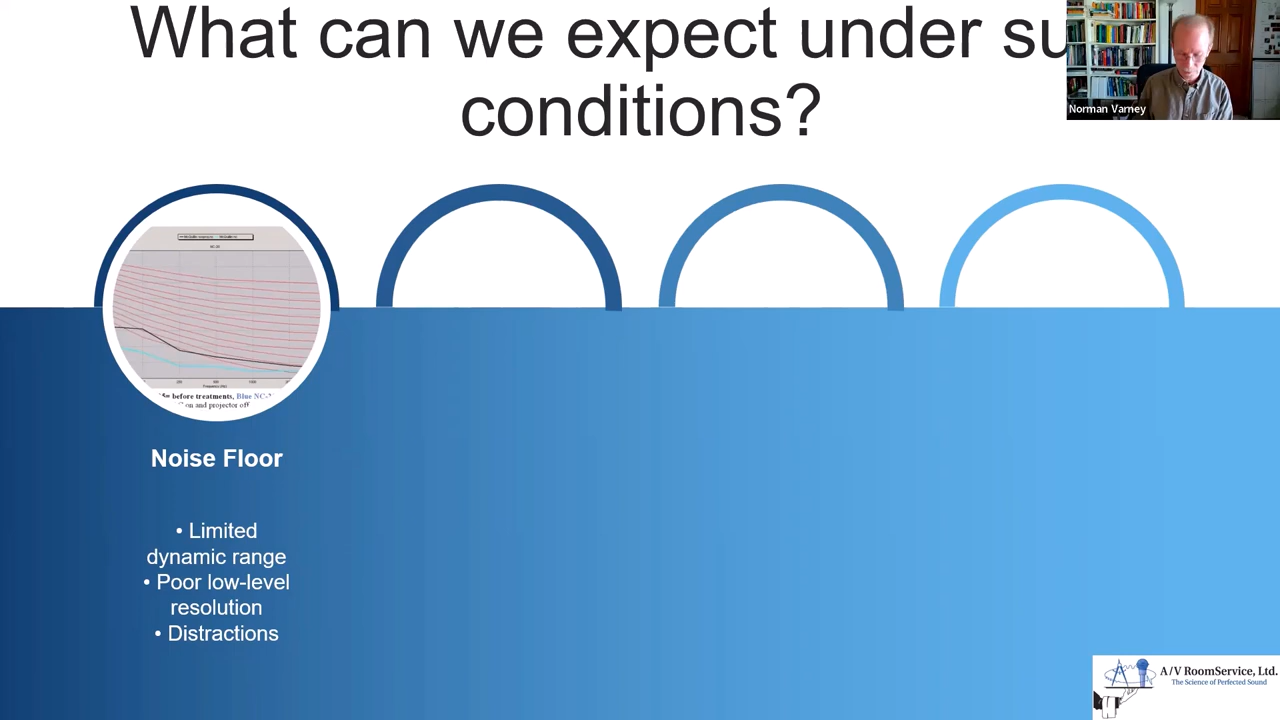 What can we expect under su
conditions?
Norman Varney
before treatments, Blue NC-
on and projector off
Noise Floor
• Limited
dynamic range
• Poor low-level
resolution
• Distractions
A/V RoomService, Ltd.
The Science of Perfected Sound